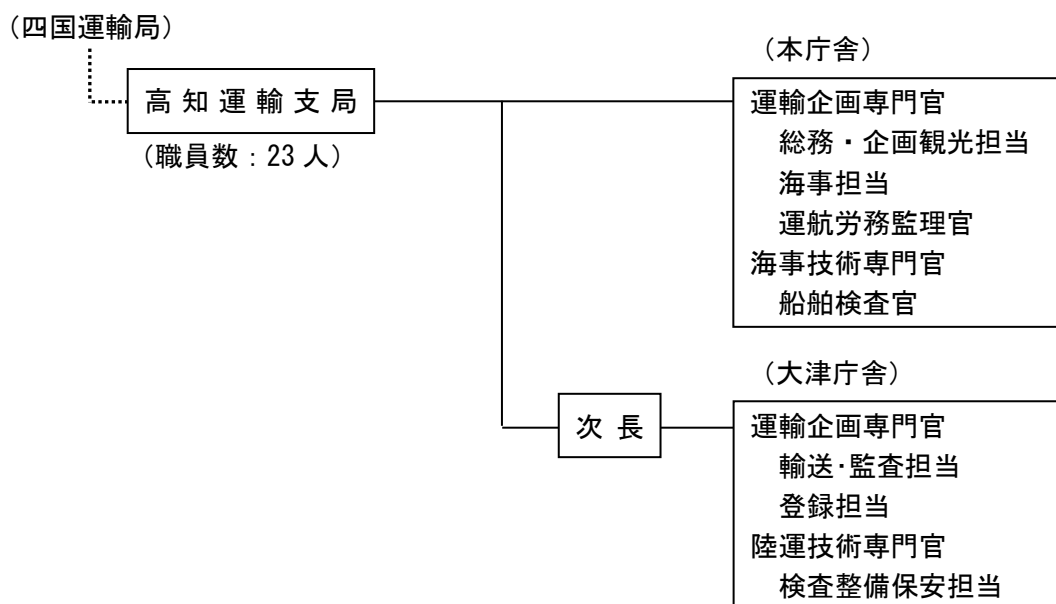 （四国運輸局）
高知運輸支局
（職員数：23人）
（本庁舎）
運輸企画専門官
総務・企画観光担当
海事担当
運航労務監理官
海事技術専門官
船舶検査官
（大津庁舎）
次長
運輸企画専門官
輸送･監査担当
登録担当
陸運技術専門官
検査整備保安担当